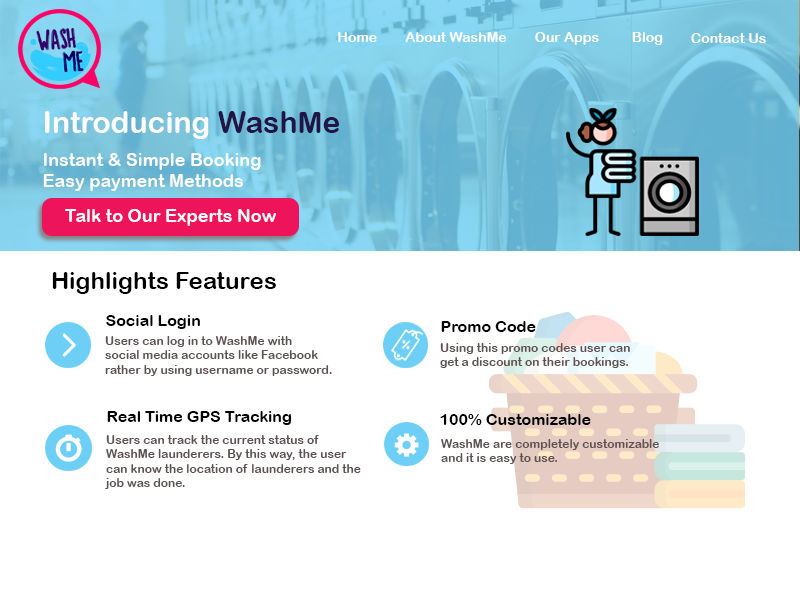 WASH
ME
Home
About WashMe
Our Apps
Blog
Contact Us
Introducing WashMe
Instant & Simple Booking
Easy payment Methods
Talk to Our Experts Now
Highlights Features
Social Login
Users can log in to WashMe with
social media accounts like Facebook
rather by using username or password.
Promo Code
Using this promo codes user can
get a discount on their bookings.
Real Time GPS Tracking
Users can track the current status of
WashMe launderers. By this way, the user
can know the location of launderers and the
job was done.
100% Customizable
WashMe are completely customizable
and it is easy to use.